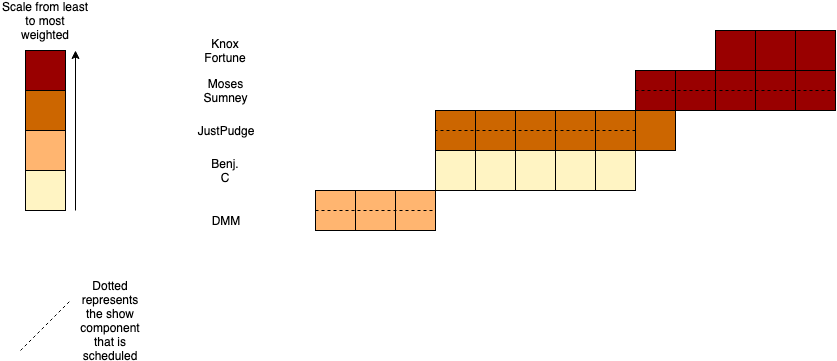 Scale from least
to most
weighted
Knox
Fortune
Moses
Sumney
JustPudge
Benj.
C
DMM
Dotted
represents
the show
component
that is
scheduled